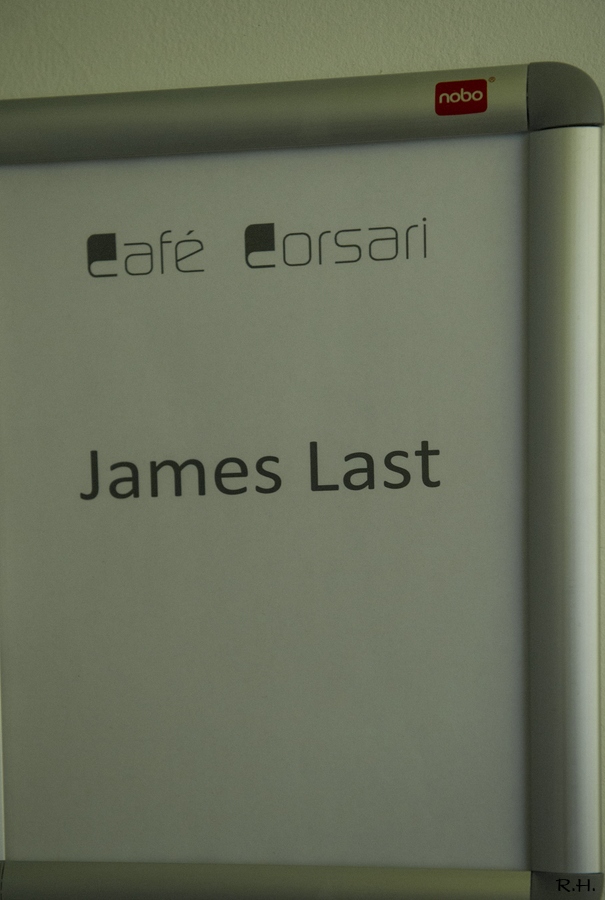 nobo®
Café Corsari
James Last
R.H.